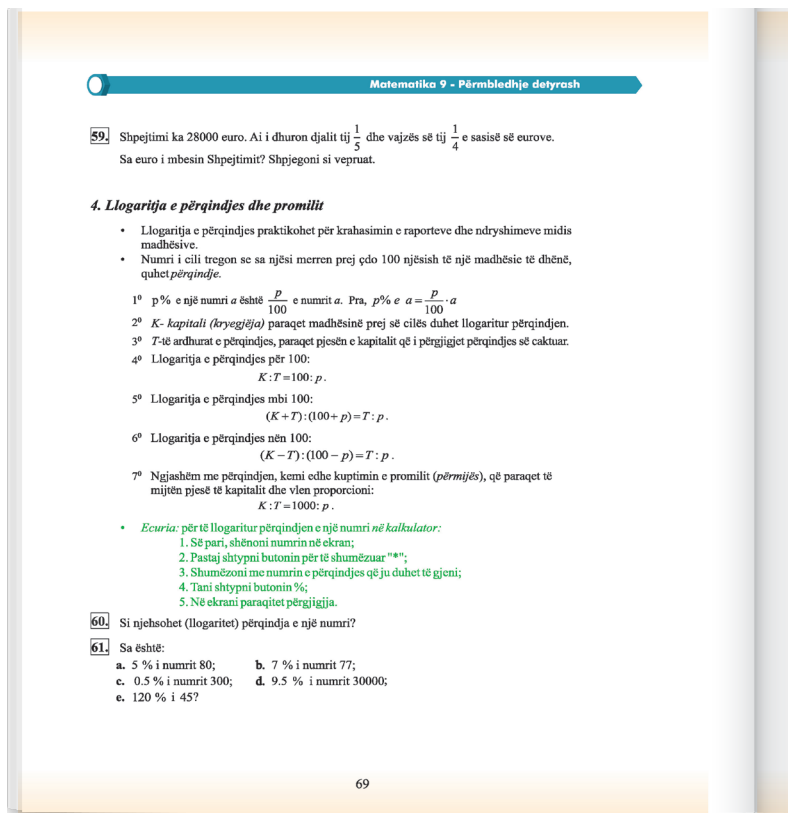 Matematika 9 - Përmbledhje detyrash
59. Shpejtimi ka 28000 euro. Ai i dhuron djalit tij 1/5 dhe vajzës së tij 1/4 e sasisë së eurove.
Sa euro i mbesin Shpejtimit? Shpjegoni si vepruat.
4. Llogaritja e përqindjes dhe promilit
• Llogaritja e përqindjes praktikohet për krahasimin e raporteve dhe ndryshimeve midis
madhësive.
• Numri i cili tregon se sa njësi merren prej çdo 100 njësish të një madhësie të dhënë,
quhet përqindje.
1⁰ p% e një numri a është p/100 e numrit a. Pra, p% e a = p/100 · a
2⁰ K- kapitali (kryegjëja) paraqet madhësinë prej së cilës duhet llogaritur përqindjen.
3⁰ T-të ardhurat e përqindjes, paraqet pjesën e kapitalit që i përgjigjet përqindjes së caktuar.
4⁰ Llogaritja e përqindjes për 100:
K : T = 100 : p .
5⁰ Llogaritja e përqindjes mbi 100:
(K + T) : (100 + p) = T : p .
6⁰ Llogaritja e përqindjes nën 100:
(K − T) : (100 − p) = T : p .
7⁰ Ngjashëm me përqindjen, kemi edhe kuptimin e promilit (përmijës), që paraqet të
mijtën pjesë të kapitalit dhe vlen proporcioni:
K : T = 1000 : p .
• Ecuria: për të llogaritur përqindjen e një numri në kalkulator:
1. Së pari, shënoni numrin në ekran;
2. Pastaj shtypni butonin për të shumëzuar "*";
3. Shumëzoni me numrin e përqindjes që ju duhet të gjeni;
4. Tani shtypni butonin %;
5. Në ekrani paraqitet përgjigjja.
60. Si njehsohet (llogaritet) përqindja e një numri?
61. Sa është:
a. 5 % i numrit 80; b. 7 % i numrit 77;
c. 0.5 % i numrit 300; d. 9.5 % i numrit 30000;
e. 120 % i 45?
69